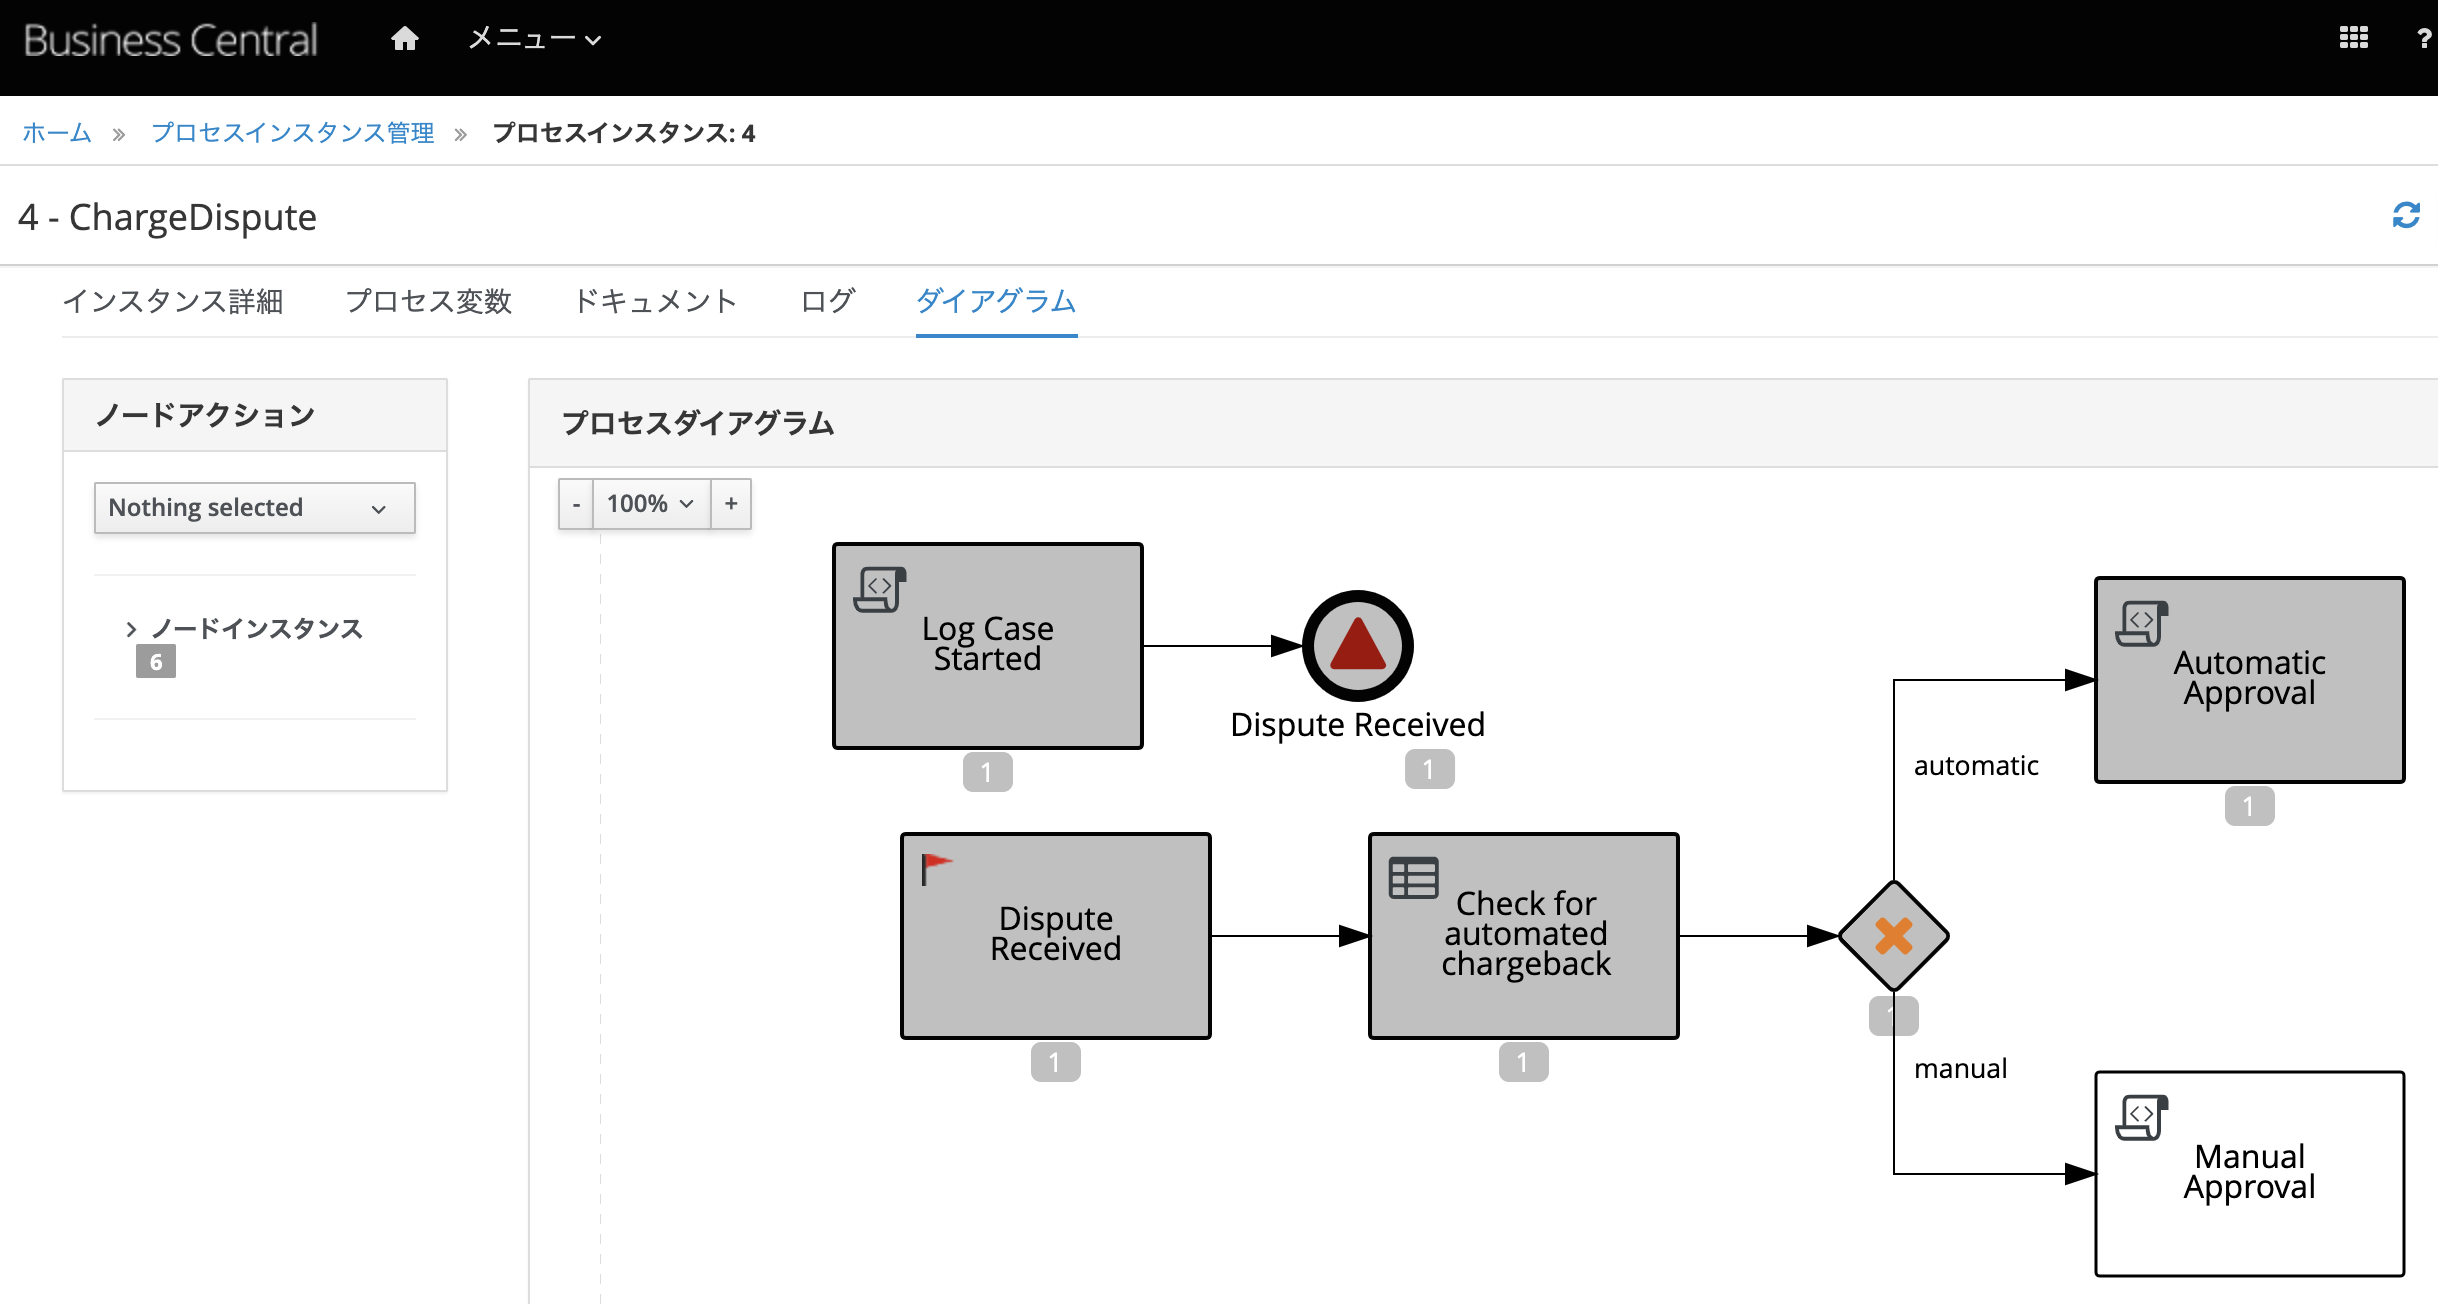 Business Central
メニュー
?
ホーム » プロセスインスタンス管理 » プロセスインスタンス: 4
4 - ChargeDispute
インスタンス詳細 プロセス変数 ドキュメント ログ ダイアグラム
ノードアクション
Nothing selected
ノードインスタンス
6
プロセスダイアグラム
- 100% +
Log Case
Started
1
Dispute Received
1
Automatic
Approval
1
automatic
Dispute
Received
1
Check for
automated
chargeback
1
manual
Manual
Approval